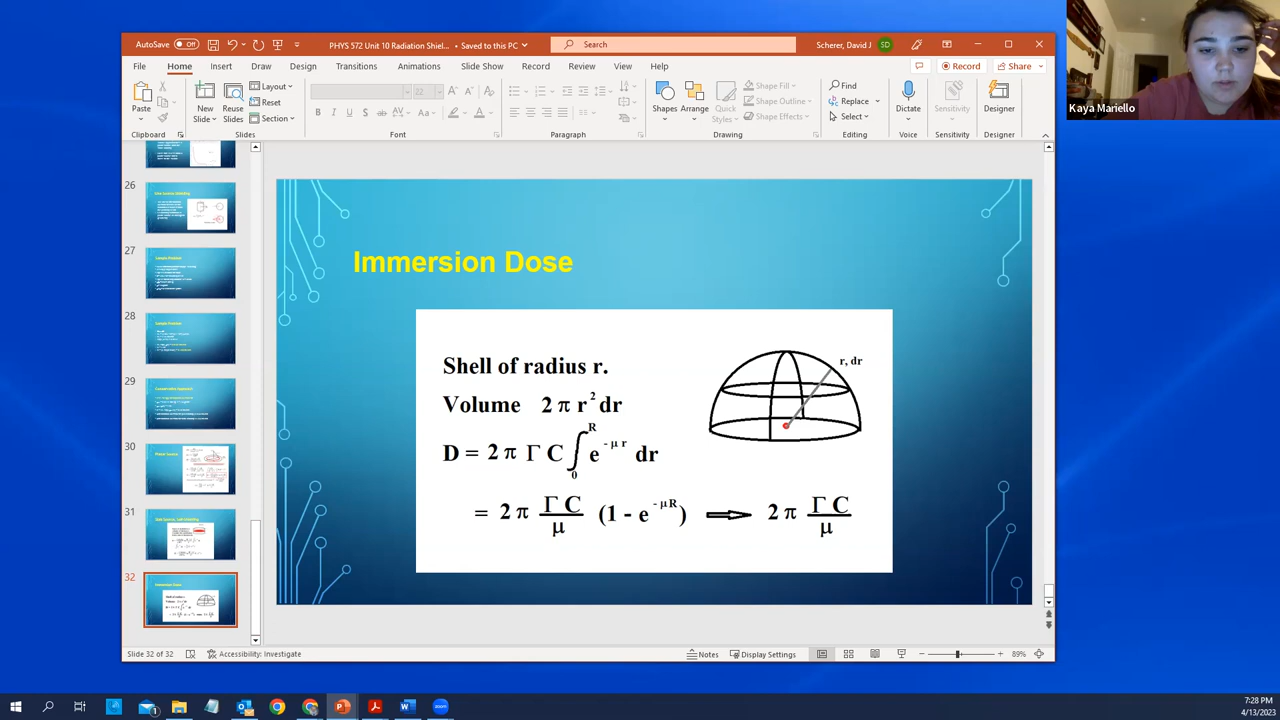 AutoSave Off PHYS 572 Unit 10 Radiation Shiel... • Saved to this PC Search Scherer, David J SD
File Home Insert Draw Design Transitions Animations Slide Show Record Review View Help Record Share
Paste New Slide Reuse Slides Layout Reset Section 22 Shapes Arrange Quick Styles Shape Fill Shape Outline Shape Effects Find Replace Select Dictate Sensitivity Designer
Clipboard Slides Font Paragraph Drawing Editing Voice Sensitivity Designer
Kaya Mariello
26
27
28
29
30
31
32
Immersion Dose
Shell of radius r.
r, dr
Volume 2 π r² dr
D = 2 π Γ C ∫₀ᴿ e^{-μ r} dr
= 2 π Γ C / μ (1 - e^{-μR}) ⇒ 2 π Γ C / μ
Slide 32 of 32 Accessibility: Investigate Notes Display Settings 89%
7:28 PM
4/13/2023